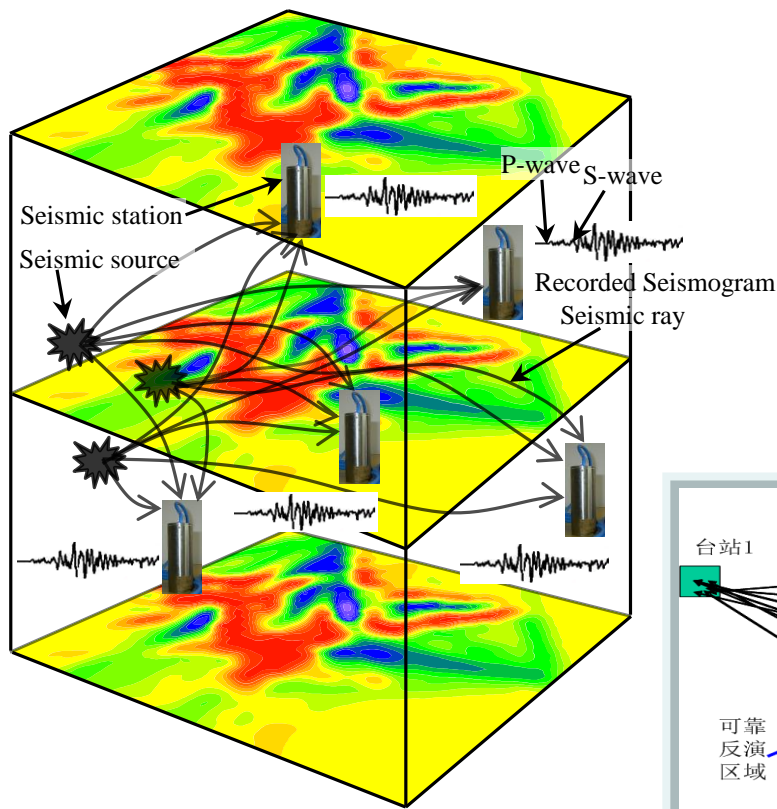 P-wave
S-wave
Seismic station
Seismic source
Recorded Seismogram
Seismic ray
台站1
可靠
反演
区域